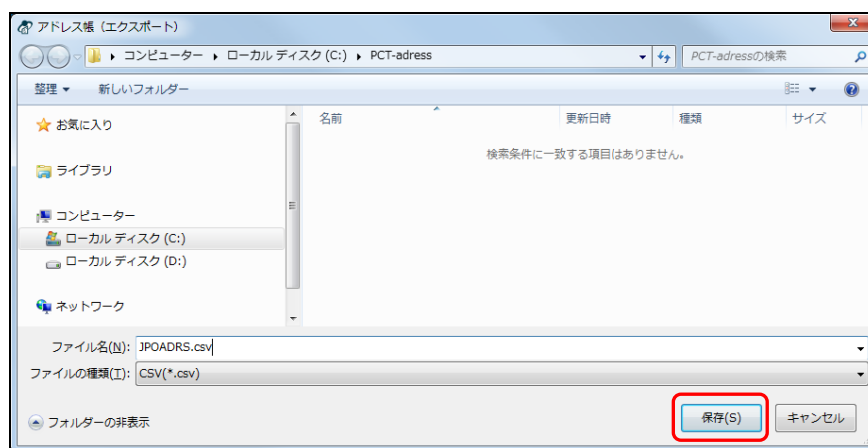 アドレス帳（エクスポート）
コンピューター ローカル ディスク (C:) PCT-adress PCT-adressの検索
整理 新しいフォルダー
お気に入り
ライブラリ
コンピューター
ローカル ディスク (C:)
ローカル ディスク (D:)
ネットワーク
名前 更新日時 種類 サイズ
検索条件に一致する項目はありません。
ファイル名(N): JPOADRS.csv
ファイルの種類(T): CSV(*.csv)
フォルダーの非表示 保存(S) キャンセル